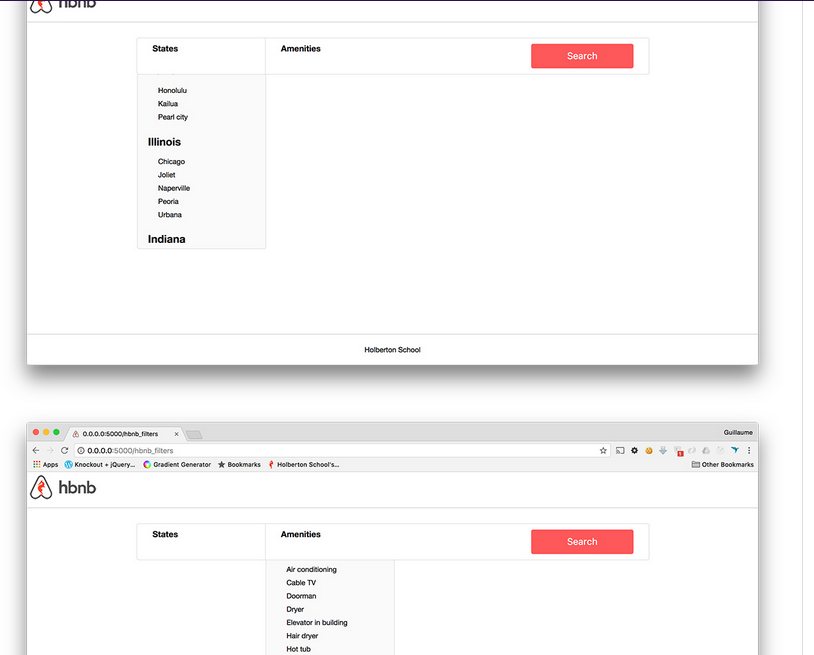 hbnb
States Amenities Search
Honolulu
Kailua
Pearl city
Illinois
Chicago
Joliet
Naperville
Peoria
Urbana
Indiana
Holberton School
0.0.0.0:5000/hbnb_filters × Guillaume
0.0.0.0:5000/hbnb_filters
Apps Knockout + jQuery... Gradient Generator Bookmarks Holberton School's... Other Bookmarks
hbnb
States Amenities Search
Air conditioning
Cable TV
Doorman
Dryer
Elevator in building
Hair dryer
Hot tub